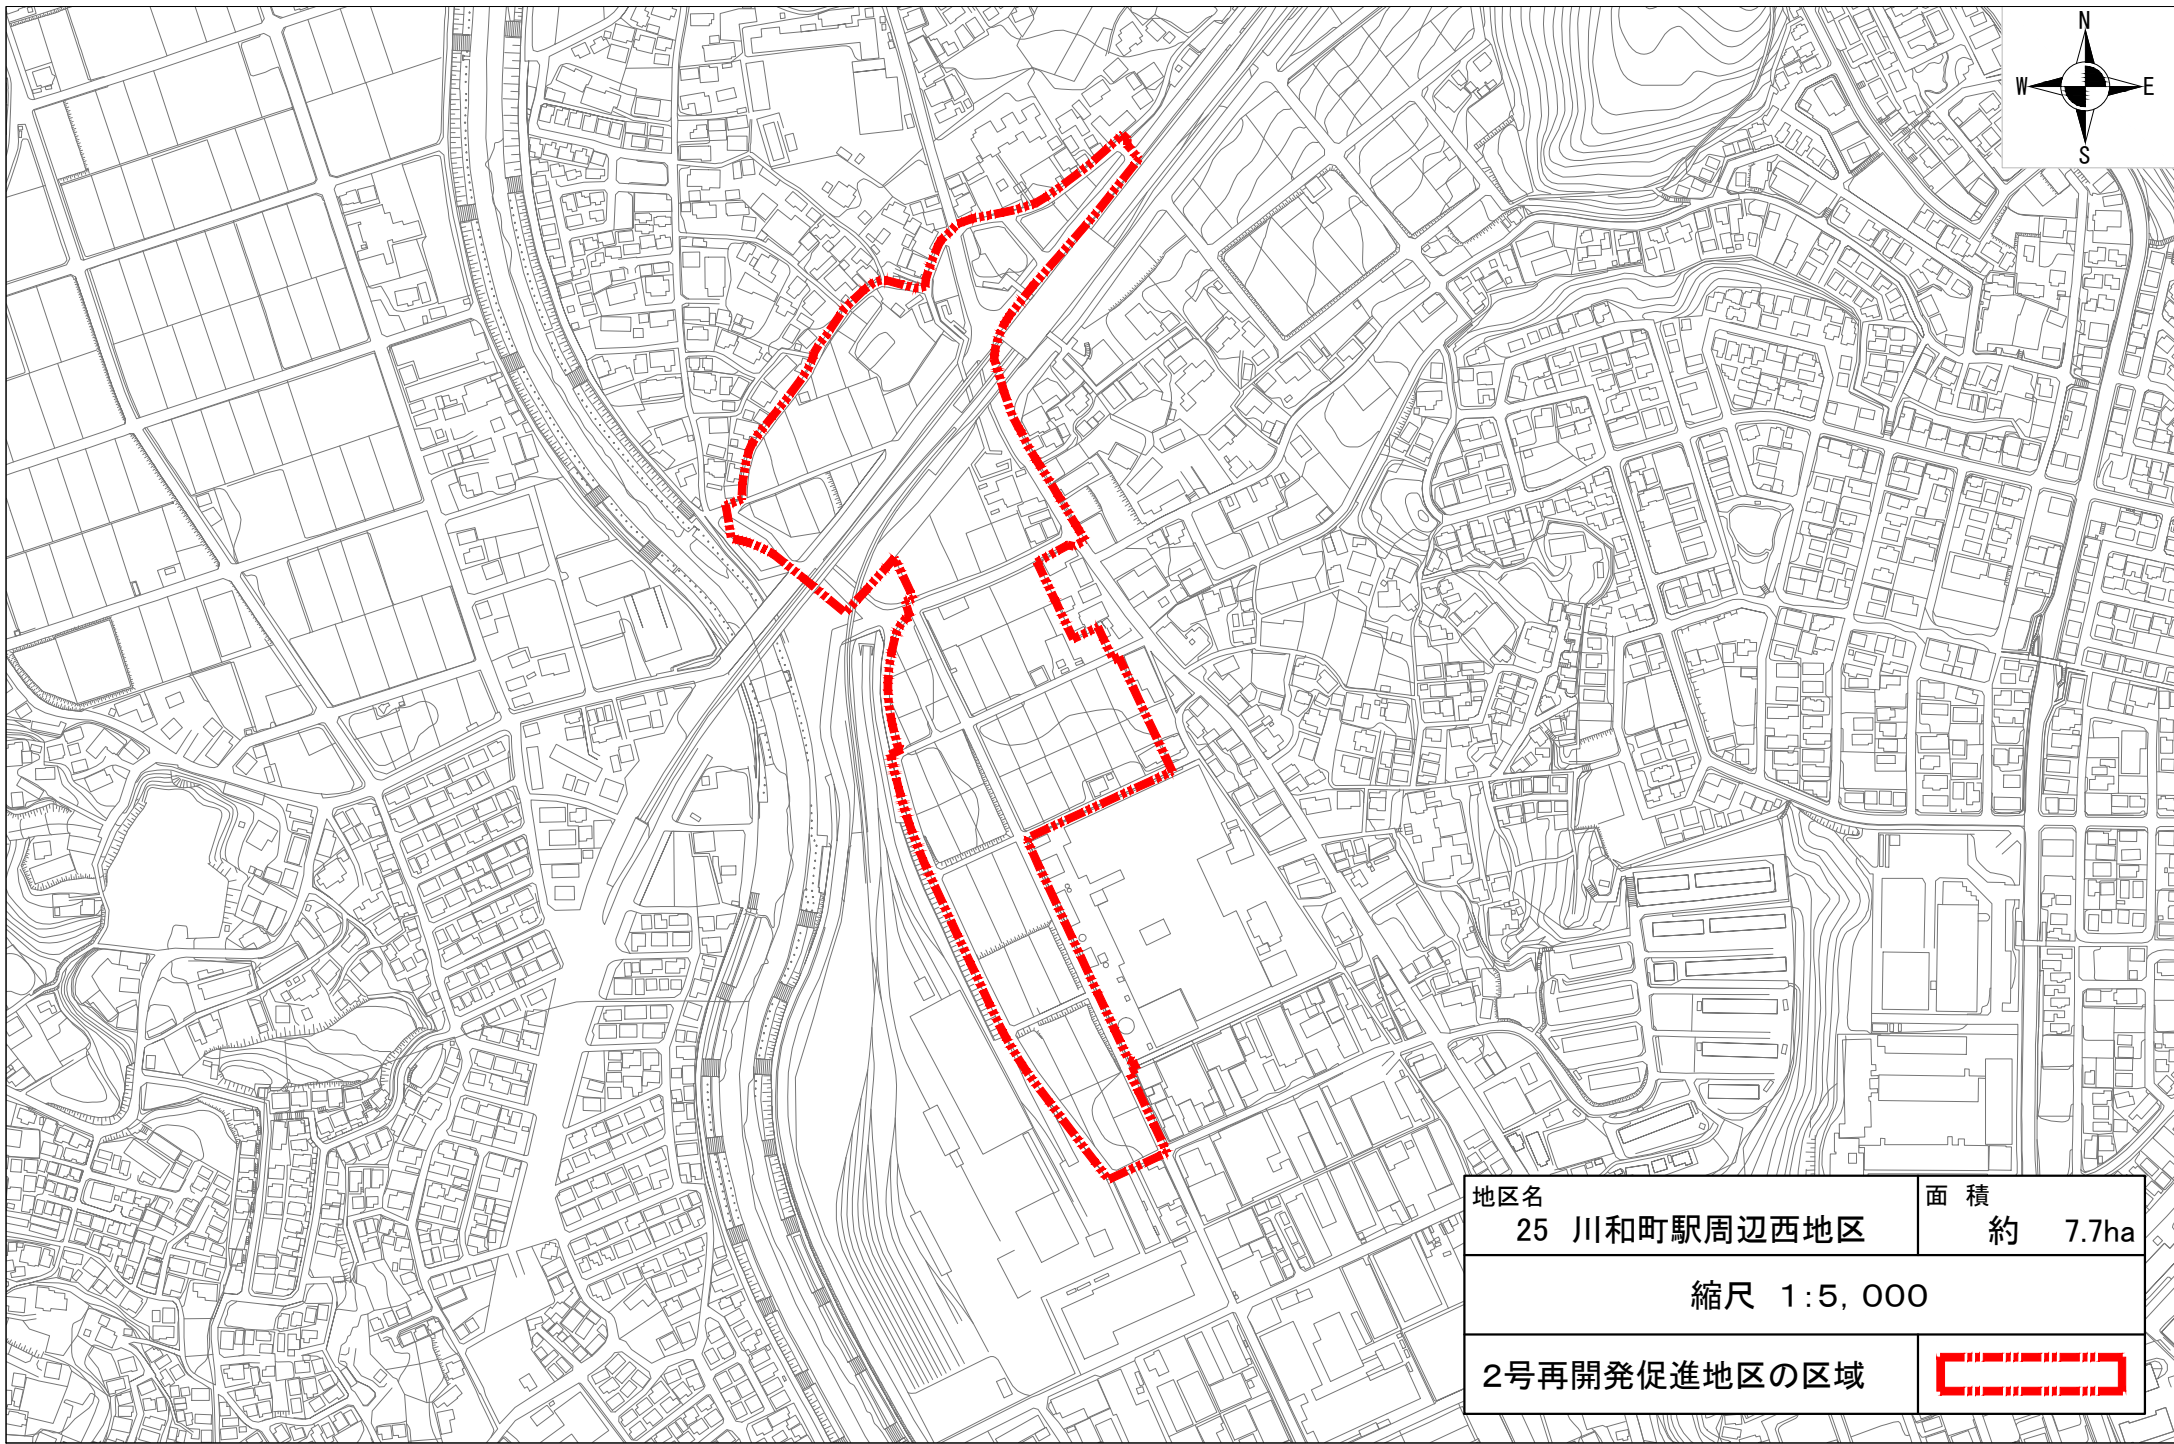 N
W E
S
地区名
25 川和町駅周辺西地区
面 積
約 7.7ha
縮尺 1:5,000
2号再開発促進地区の区域